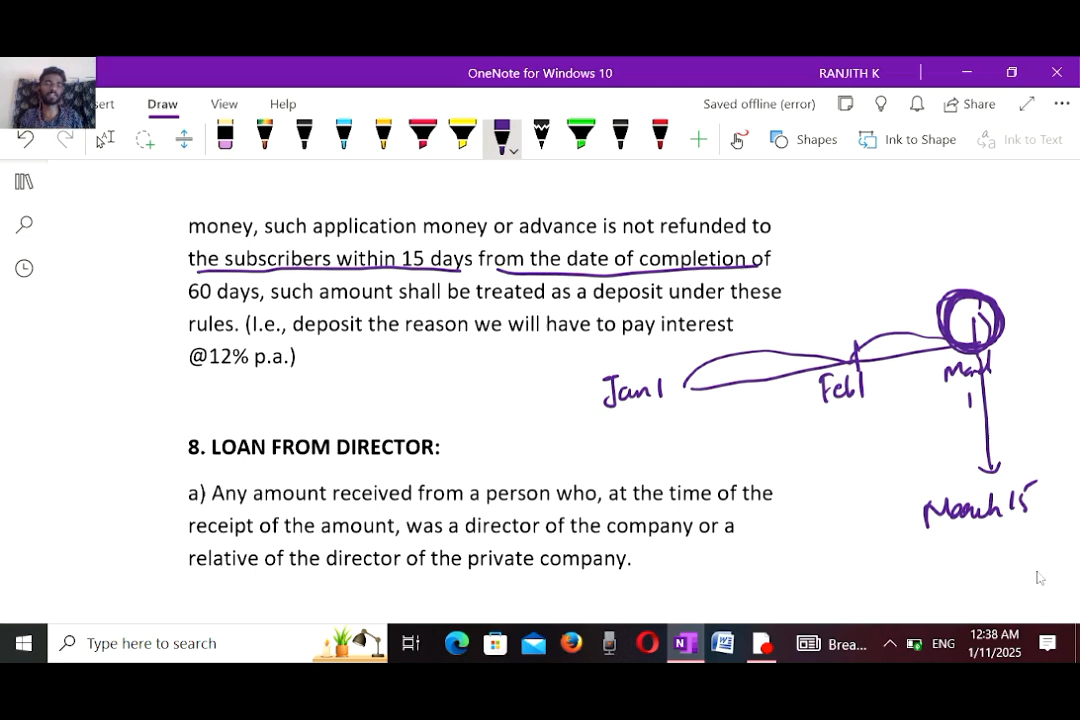 OneNote for Windows 10
RANJITH K
Draw
View
Help
Saved offline (error)
Share
Shapes
Ink to Shape
Ink to Text
money, such application money or advance is not refunded to
the subscribers within 15 days from the date of completion of
60 days, such amount shall be treated as a deposit under these
rules. (I.e., deposit the reason we will have to pay interest
@12% p.a.)
Jan 1
Feb 1
March
1
March 15
8. LOAN FROM DIRECTOR:
a) Any amount received from a person who, at the time of the
receipt of the amount, was a director of the company or a
relative of the director of the private company.
Type here to search
Brea...
ENG
12:38 AM
1/11/2025